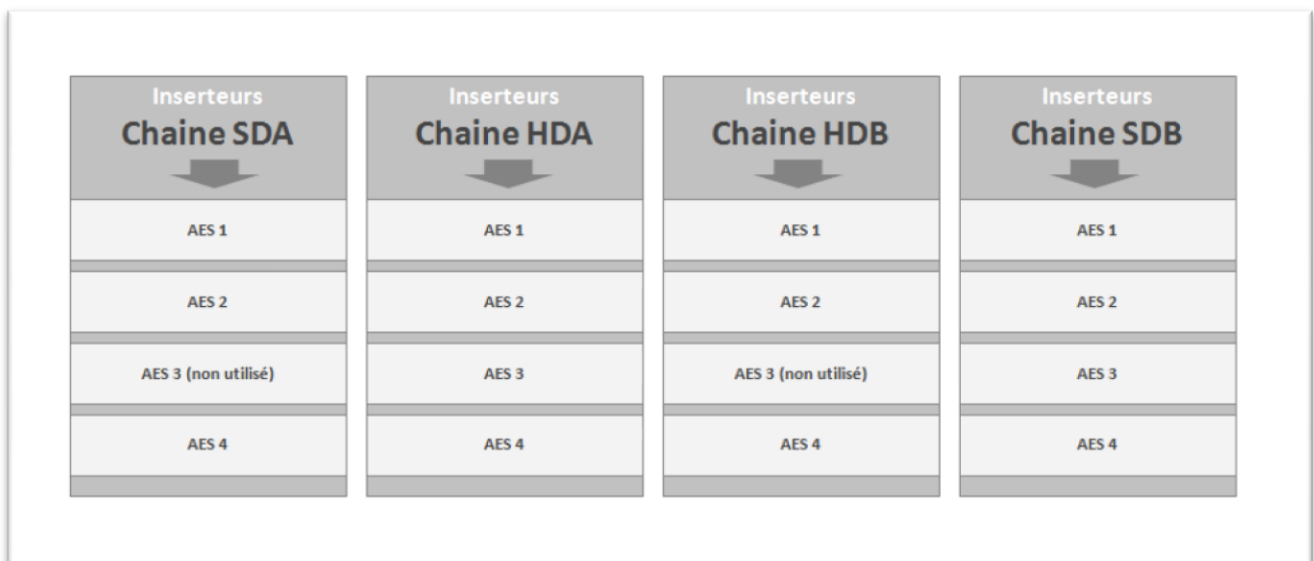 Inserteurs
Chaine SDA
AES 1
AES 2
AES 3 (non utilisé)
AES 4
Inserteurs
Chaine HDA
AES 1
AES 2
AES 3
AES 4
Inserteurs
Chaine HDB
AES 1
AES 2
AES 3 (non utilisé)
AES 4
Inserteurs
Chaine SDB
AES 1
AES 2
AES 3
AES 4